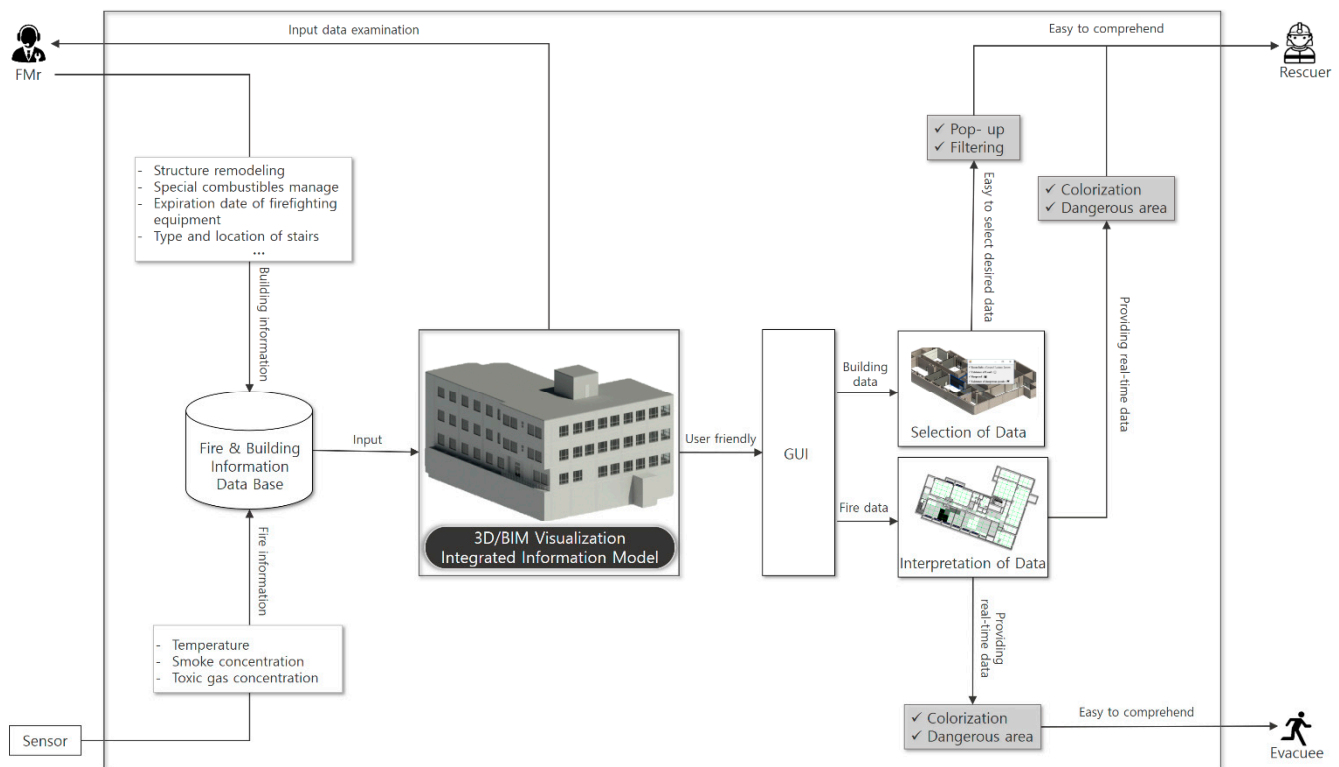 Input data examination
FMr
Easy to comprehend
Rescuer
✓ Pop- up
✓ Filtering
- Structure remodeling
- Special combustibles manage
- Expiration date of firefighting
equipment
- Type and location of stairs
...
✓ Colorization
✓ Dangerous area
Easy to select desired data
Building information
Providing real-time data
Fire & Building
Information
Data Base
Input
3D/BIM Visualization
Integrated Information Model
User friendly
GUI
Building data
Selection of Data
Fire data
Interpretation of Data
Fire information
- Temperature
- Smoke concentration
- Toxic gas concentration
Sensor
Providing
real-time data
✓ Colorization
✓ Dangerous area
Easy to comprehend
Evacuee